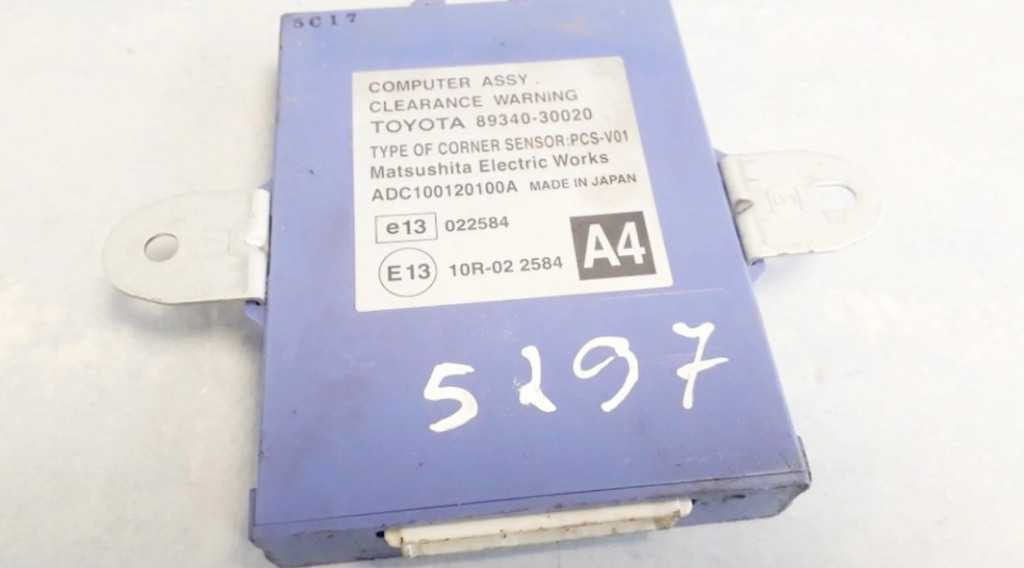 5C17
COMPUTER ASSY.
CLEARANCE WARNING
TOYOTA 89340-30020
TYPE OF CORNER SENSOR:PCS-V01
Matsushita Electric Works
ADC100120100A MADE IN JAPAN
e13 022584
E13 10R-02 2584
A4
5297